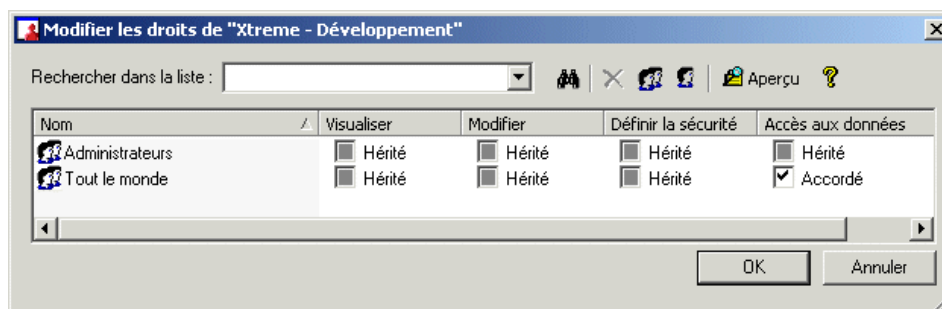 Modifier les droits de "Xtreme - Développement"
Rechercher dans la liste : Aperçu
Nom Visualiser Modifier Définir la sécurité Accès aux données
Administrateurs Hérité Hérité Hérité Hérité
Tout le monde Hérité Hérité Hérité Accordé
OK Annuler